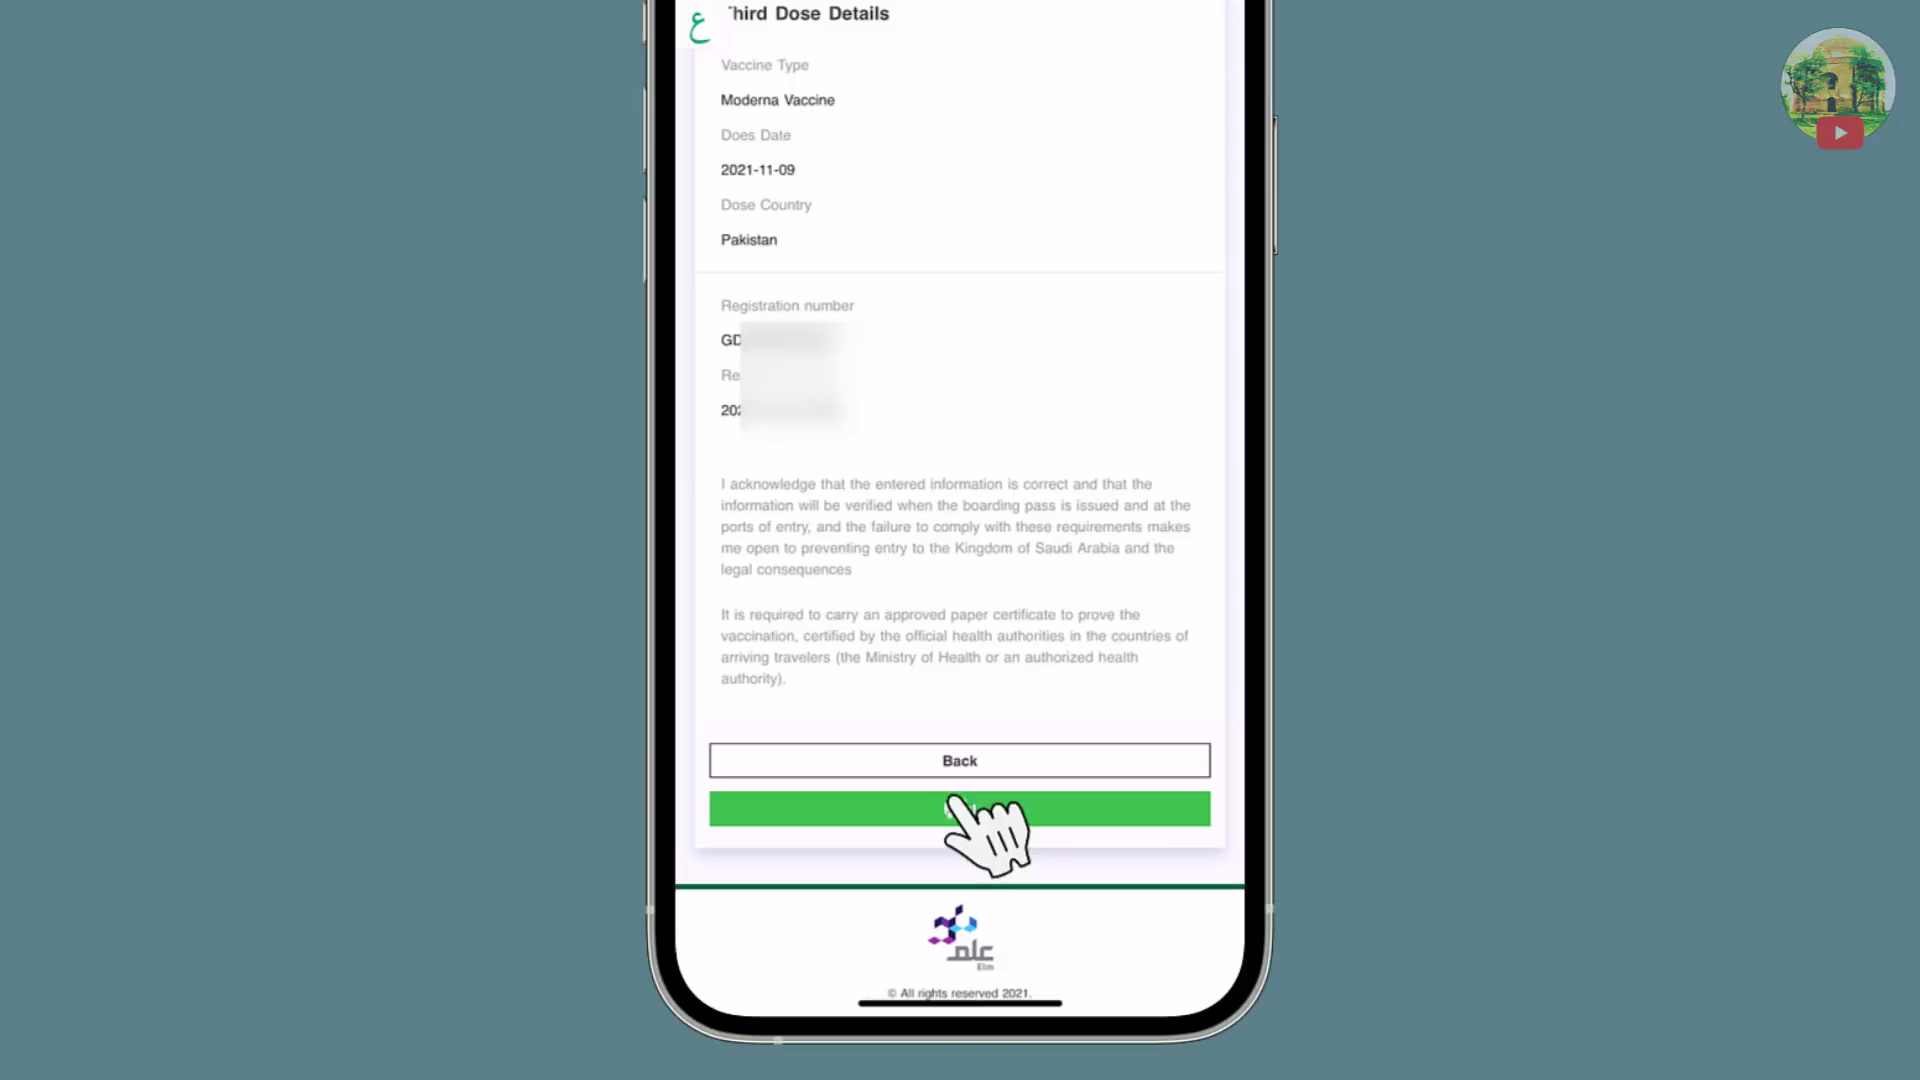 ع
Third Dose Details
Vaccine Type
Moderna Vaccine
Does Date
2021-11-09
Dose Country
Pakistan
Registration number
GD
Re
202
I acknowledge that the entered information is correct and that the
information will be verified when the boarding pass is issued and at the
ports of entry, and the failure to comply with these requirements makes
me open to preventing entry to the Kingdom of Saudi Arabia and the
legal consequences
It is required to carry an approved paper certificate to prove the
vaccination, certified by the official health authorities in the countries of
arriving travelers (the Ministry of Health or an authorized health
authority).
Back
علم
Elm
© All rights reserved 2021.